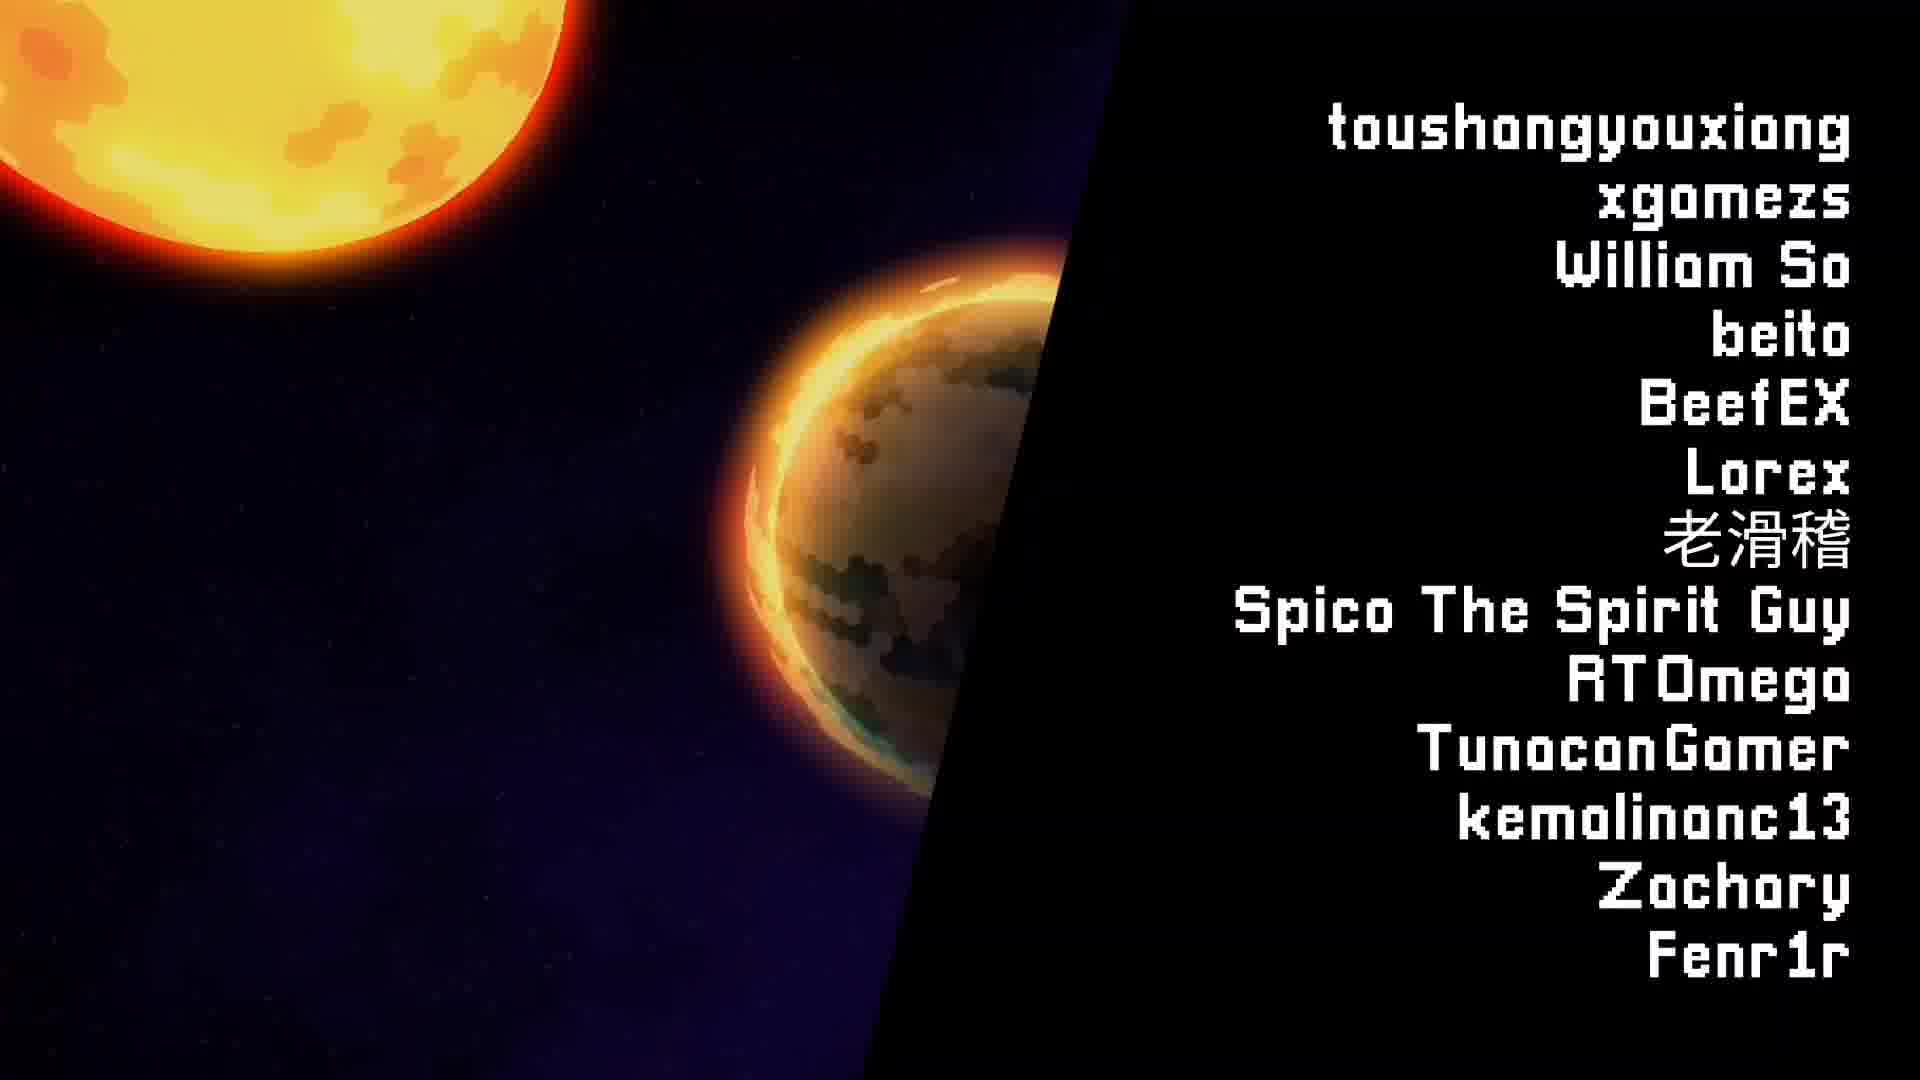 toushangyouxiang
xgamezs
William So
beito
BeefEX
Lorex
老滑稽
Spico The Spirit Guy
RTOmega
TunacanGamer
kemalinanc13
Zachary
Fenr1r